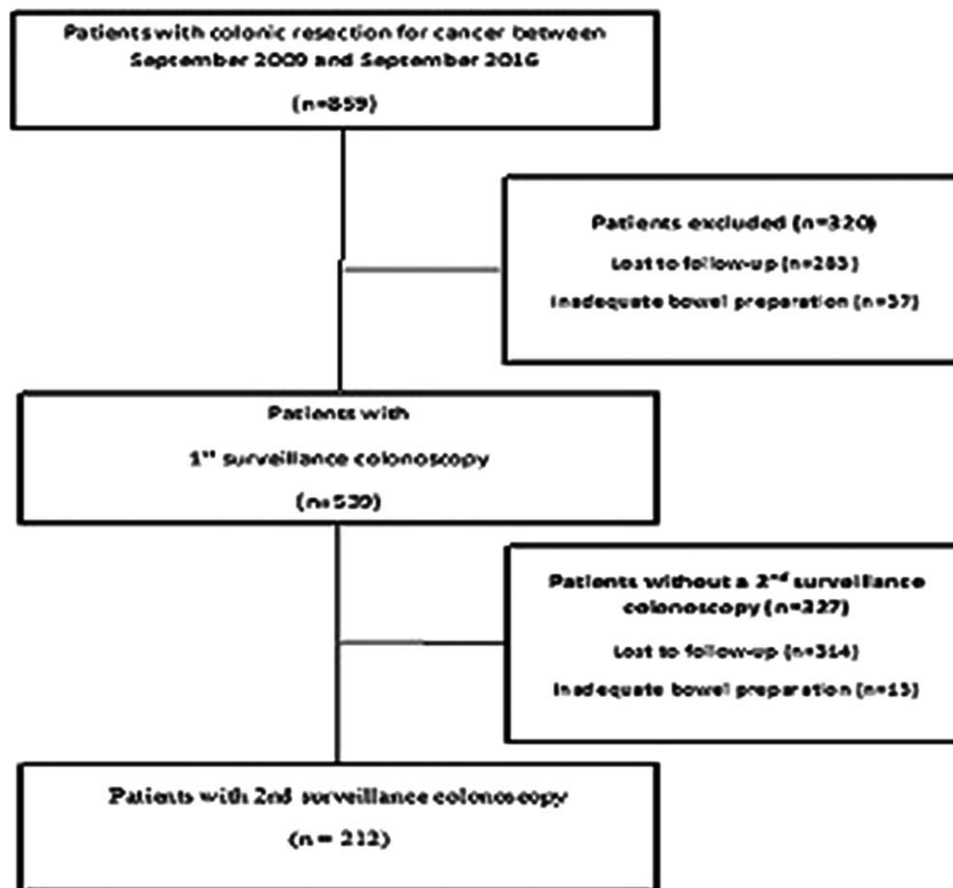 Patients with colonic resection for cancer between
September 2009 and September 2016
(n=859)
Patients excluded (n=320)
Lost to follow-up (n=283)
Inadequate bowel preparation (n=37)
Patients with
1st surveillance colonoscopy
(n=539)
Patients without a 2nd surveillance
colonoscopy (n=327)
Lost to follow-up (n=314)
Inadequate bowel preparation (n=13)
Patients with 2nd surveillance colonoscopy
(n = 212)